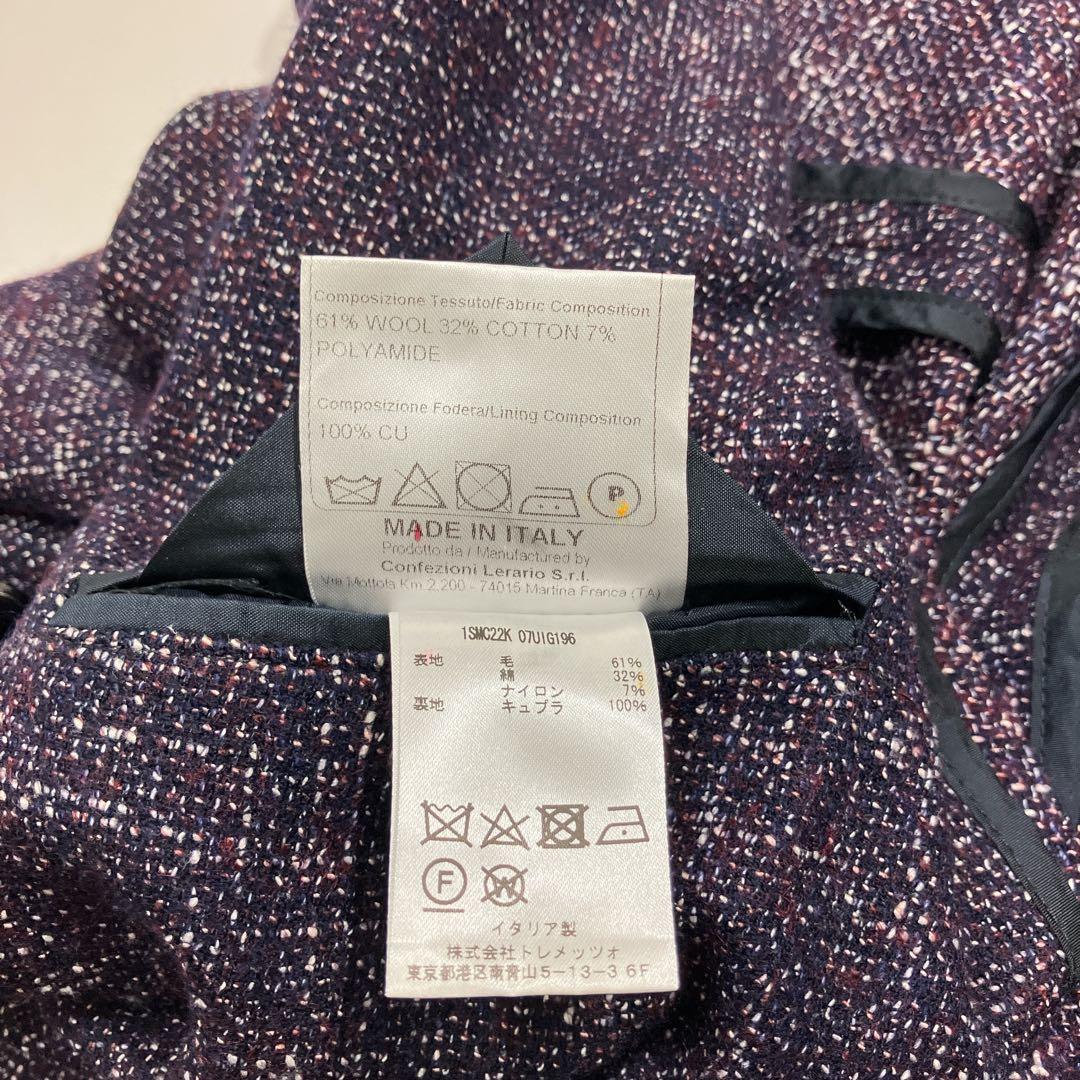 Composizione Tessuto/Fabric Composition
61% WOOL 32% COTTON 7%
POLYAMIDE
Composizione Fodera/Lining Composition
100% CU
P
MADE IN ITALY
Prodotto da / Manufactured by
Confezioni Lerario S.r.l.
Via Mottola Km 2,200 - 74015 Martina Franca (TA)
1SMC22K 07UIG196
表地 毛 61%
綿 32%
ナイロン 7%
裏地 キュプラ 100%
F W
イタリア製
株式会社トレメッツオ
東京都港区南青山5-13-3 6F